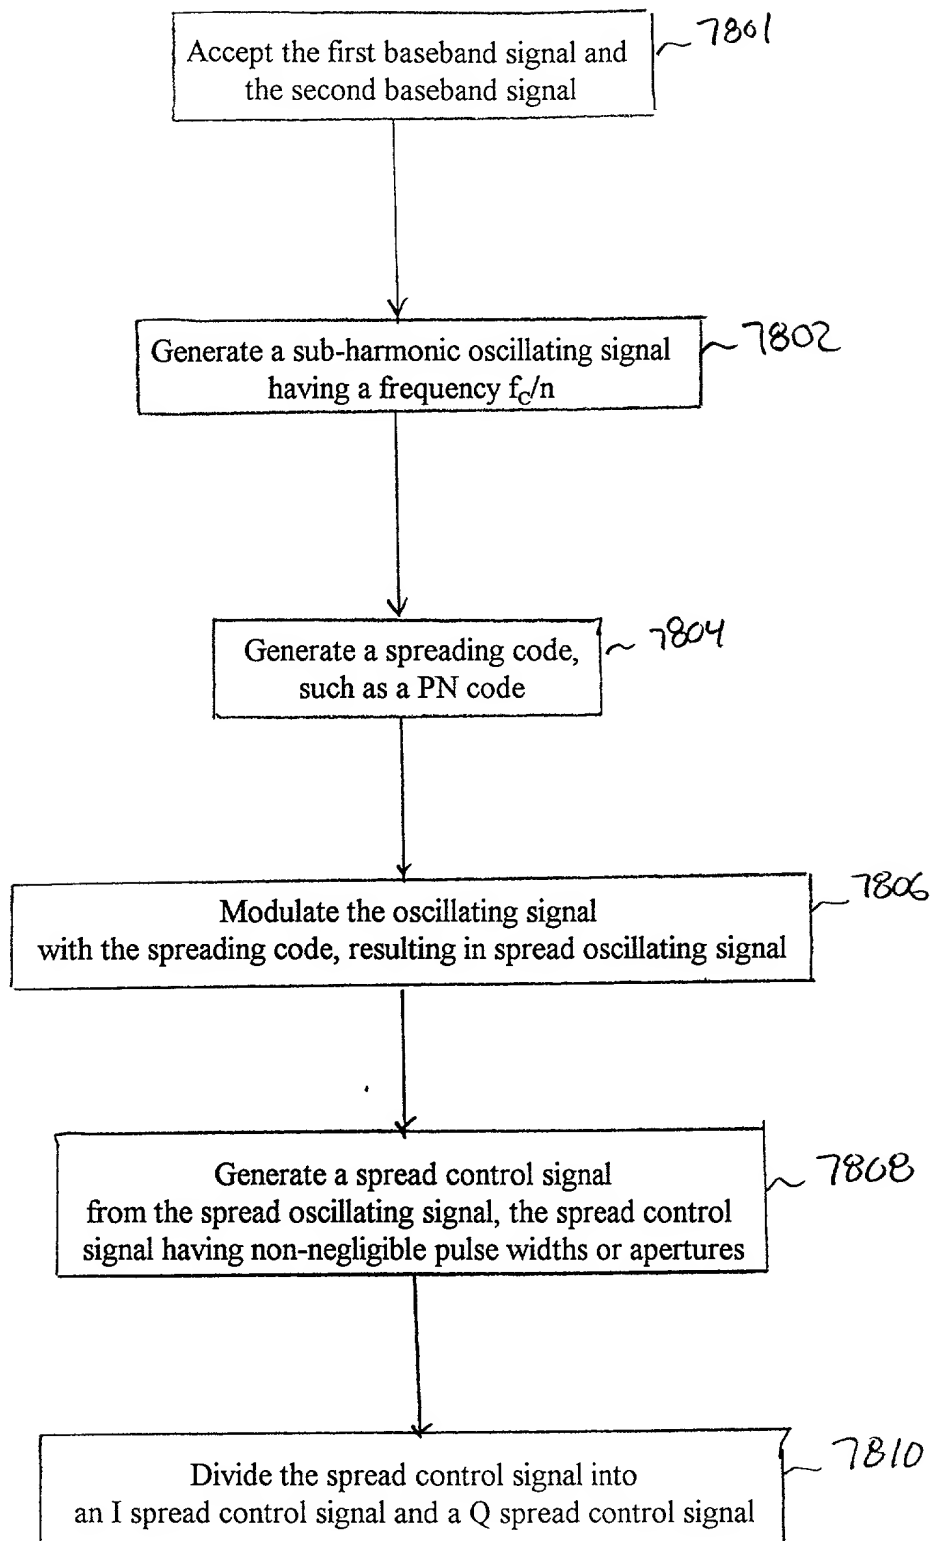 Accept the first baseband signal and
the second baseband signal
7801
Generate a sub-harmonic oscillating signal
having a frequency fC/n
7802
Generate a spreading code,
such as a PN code
7804
Modulate the oscillating signal
with the spreading code, resulting in spread oscillating signal
7806
Generate a spread control signal
from the spread oscillating signal, the spread control
signal having non-negligible pulse widths or apertures
7808
Divide the spread control signal into
an I spread control signal and a Q spread control signal
7810